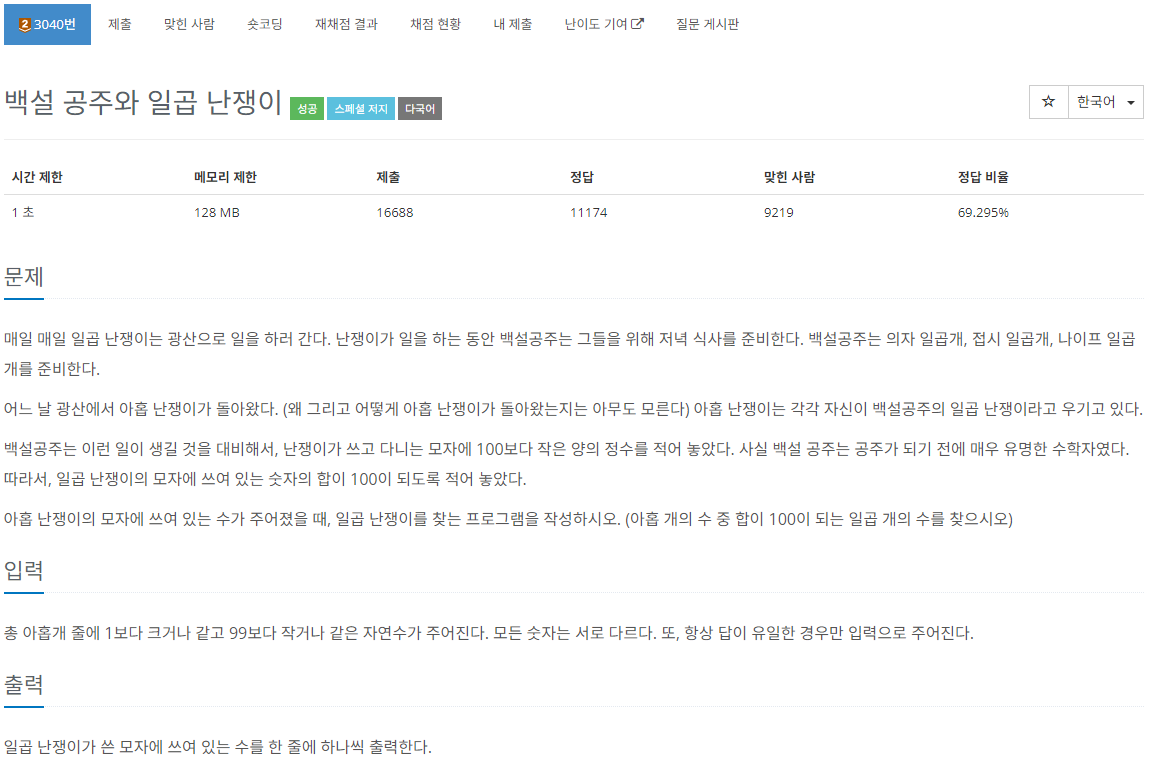 2 3040번 제출 맞힌 사람 숏코딩 재채점 결과 채점 현황 내 제출 난이도 기여 질문 게시판
백설 공주와 일곱 난쟁이 성공 스페셜 저지 다국어 한국어
시간 제한 메모리 제한 제출 정답 맞힌 사람 정답 비율
1 초 128 MB 16688 11174 9219 69.295%
문제
매일 매일 일곱 난쟁이는 광산으로 일을 하러 간다. 난쟁이가 일을 하는 동안 백설공주는 그들을 위해 저녁 식사를 준비한다. 백설공주는 의자 일곱개, 접시 일곱개, 나이프 일곱
개를 준비한다.
어느 날 광산에서 아홉 난쟁이가 돌아왔다. (왜 그리고 어떻게 아홉 난쟁이가 돌아왔는지는 아무도 모른다) 아홉 난쟁이는 각각 자신이 백설공주의 일곱 난쟁이라고 우기고 있다.
백설공주는 이런 일이 생길 것을 대비해서, 난쟁이가 쓰고 다니는 모자에 100보다 작은 양의 정수를 적어 놓았다. 사실 백설 공주는 공주가 되기 전에 매우 유명한 수학자였다.
따라서, 일곱 난쟁이의 모자에 쓰여 있는 숫자의 합이 100이 되도록 적어 놓았다.
아홉 난쟁이의 모자에 쓰여 있는 수가 주어졌을 때, 일곱 난쟁이를 찾는 프로그램을 작성하시오. (아홉 개의 수 중 합이 100이 되는 일곱 개의 수를 찾으시오)
입력
총 아홉개 줄에 1보다 크거나 같고 99보다 작거나 같은 자연수가 주어진다. 모든 숫자는 서로 다르다. 또, 항상 답이 유일한 경우만 입력으로 주어진다.
출력
일곱 난쟁이가 쓴 모자에 쓰여 있는 수를 한 줄에 하나씩 출력한다.